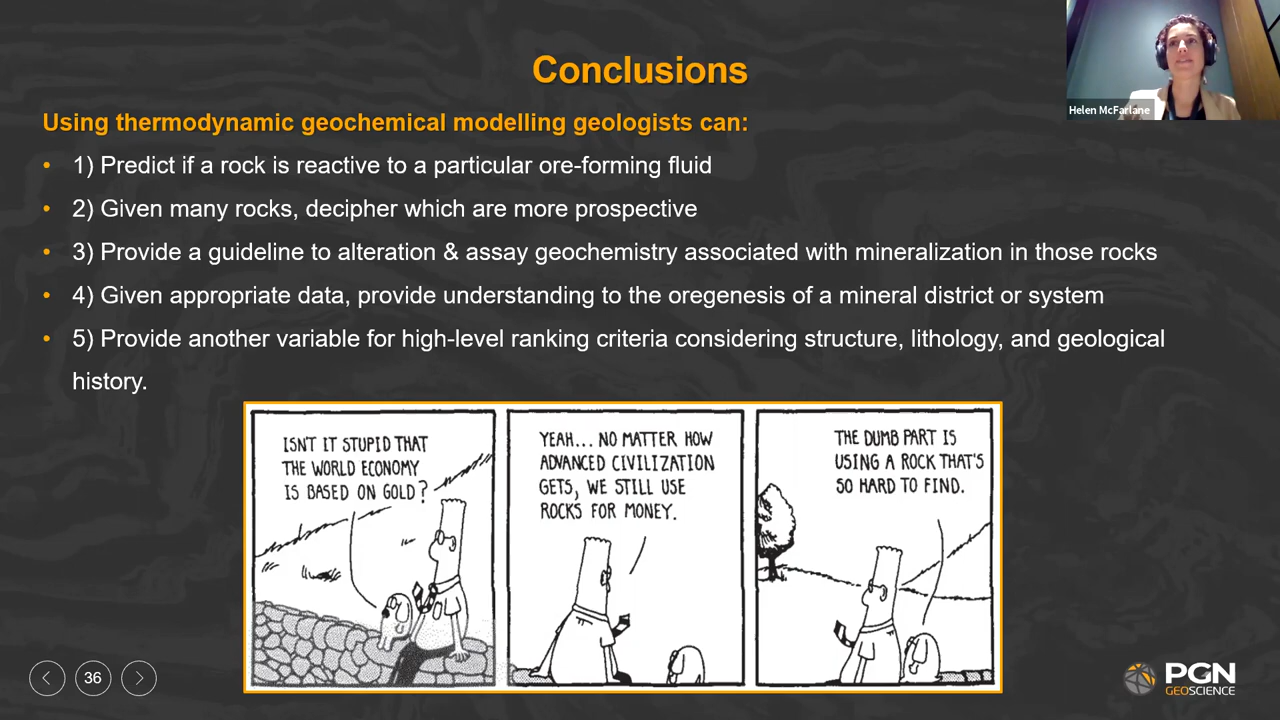 Conclusions
Helen McFarlane
Using thermodynamic geochemical modelling geologists can:
• 1) Predict if a rock is reactive to a particular ore-forming fluid
• 2) Given many rocks, decipher which are more prospective
• 3) Provide a guideline to alteration & assay geochemistry associated with mineralization in those rocks
• 4) Given appropriate data, provide understanding to the oregenesis of a mineral district or system
• 5) Provide another variable for high-level ranking criteria considering structure, lithology, and geological
history.
ISN'T IT STUPID THAT
THE WORLD ECONOMY
IS BASED ON GOLD?
YEAH... NO MATTER HOW
ADVANCED CIVILIZATION
GETS, WE STILL USE
ROCKS FOR MONEY.
THE DUMB PART IS
USING A ROCK THAT'S
SO HARD TO FIND.
36
PGN
GEOSCIENCE